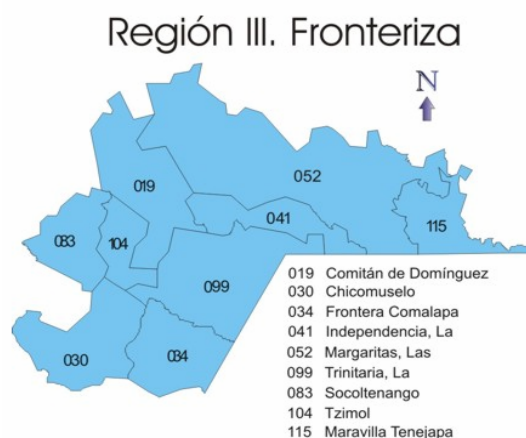 Región III. Fronteriza
N
052
019
041
083
104
115
099
030
034
019 Comitán de Domínguez
030 Chicomuselo
034 Frontera Comalapa
041 Independencia, La
052 Margaritas, Las
099 Trinitaria, La
083 Socoltenango
104 Tzimol
115 Maravilla Tenejapa